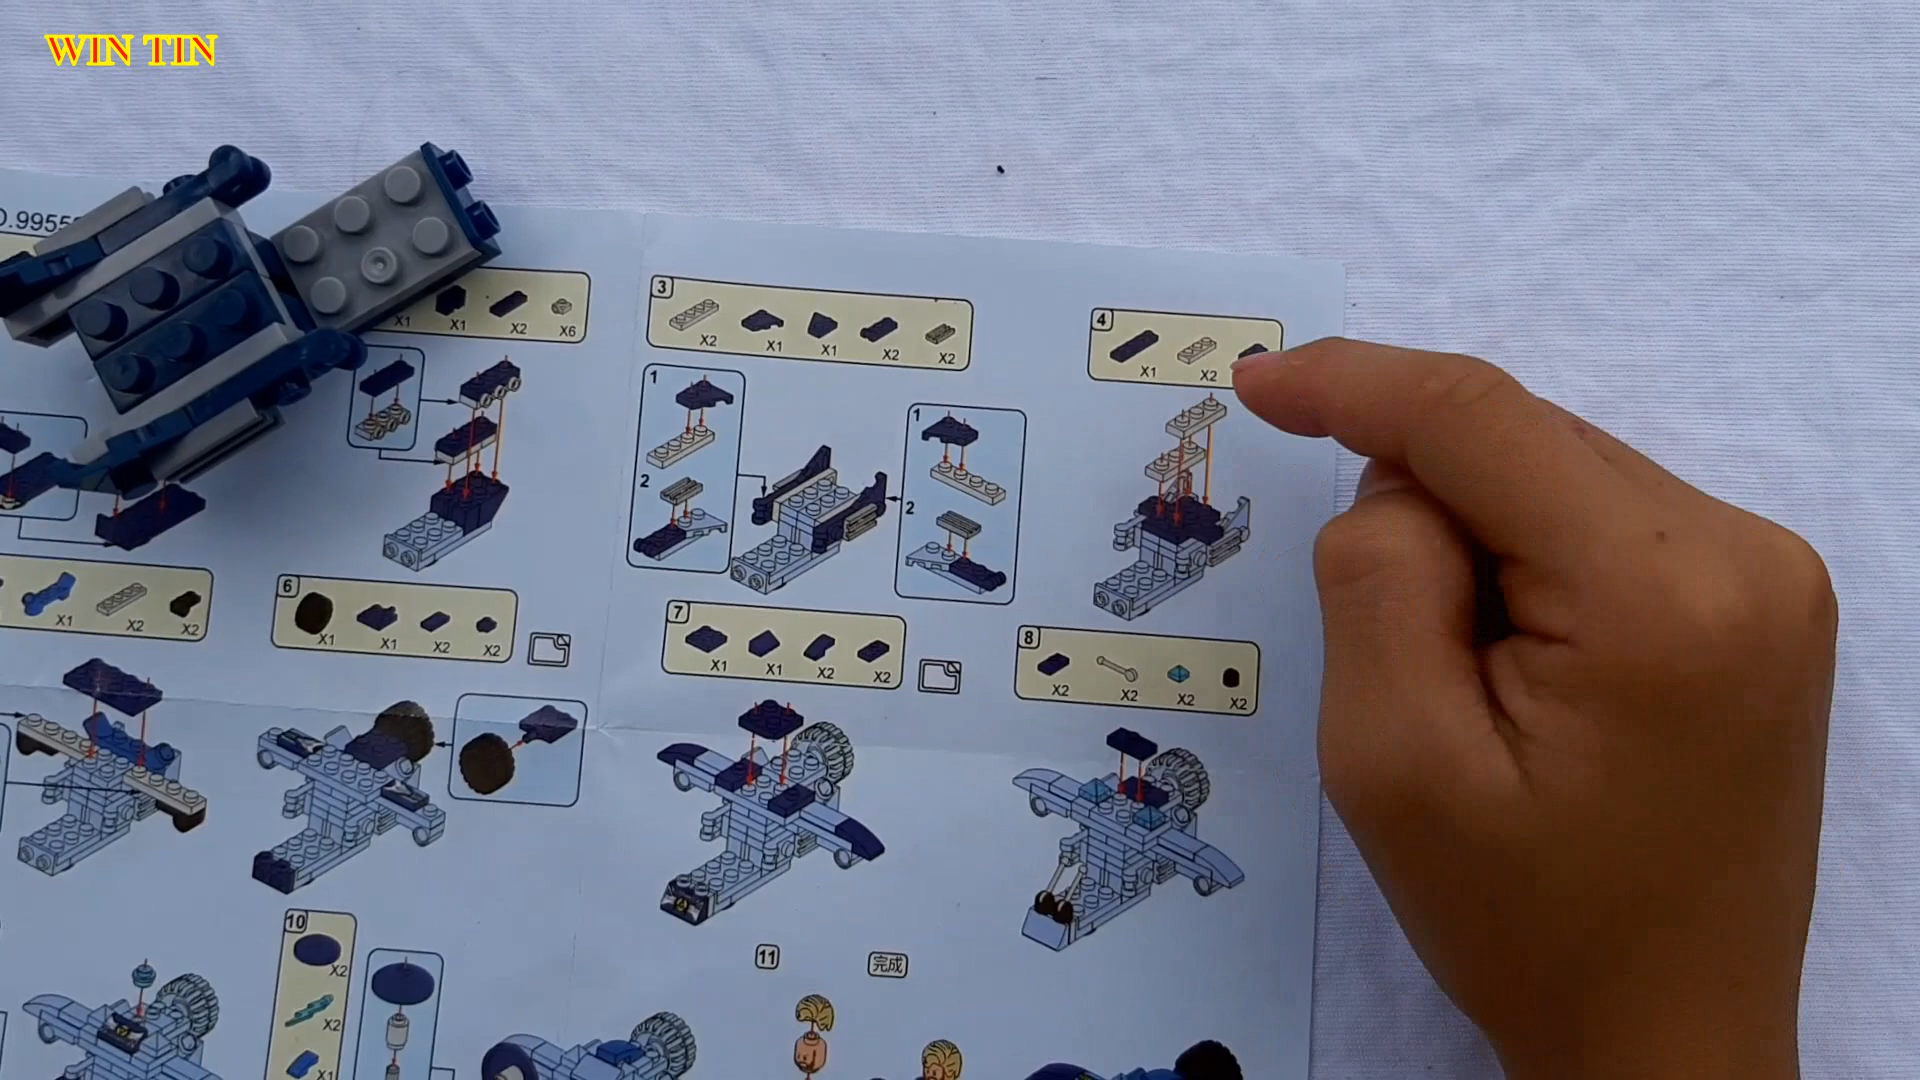 WIN TIN
3
4
X1 X1 X2 X6
X2 X1 X1 X2 X2
X1 X2
1
1
2
2
X1 X2 X2
6
X1 X1 X2 X2
7
X1 X1 X2 X2
8
X2 X2 X2 X2
10
X2
X2
X1
11
完成